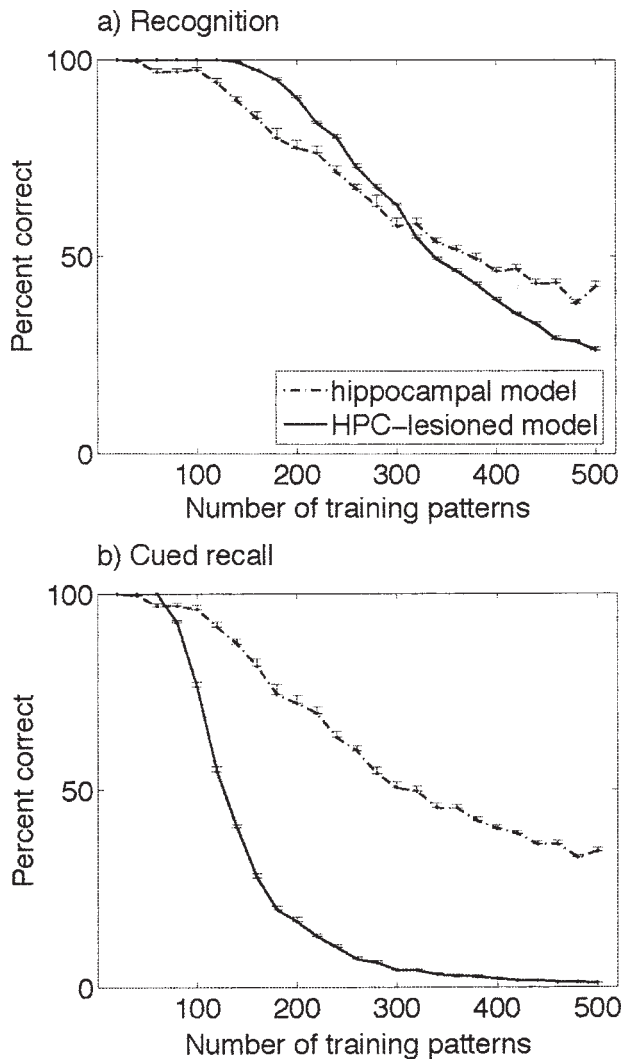 a) Recognition
100
50
0
Percent correct
hippocampal model
HPC-lesioned model
100 200 300 400 500
Number of training patterns
b) Cued recall
100
50
0
Percent correct
100 200 300 400 500
Number of training patterns